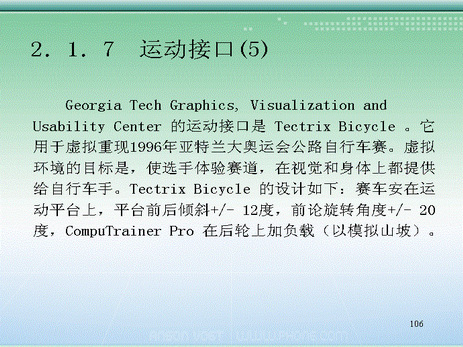 2．1．7　运动接口(5)
Georgia Tech Graphics, Visualization and
Usability Center 的运动接口是 Tectrix Bicycle 。它
用于虚拟重现1996年亚特兰大奥运会公路自行车赛。虚拟
环境的目标是，使选手体验赛道，在视觉和身体上都提供
给自行车手。Tectrix Bicycle 的设计如下：赛车安在运
动平台上，平台前后倾斜+/- 12度，前论旋转角度+/- 20
度，CompuTrainer Pro 在后轮上加负载（以模拟山坡）。
106